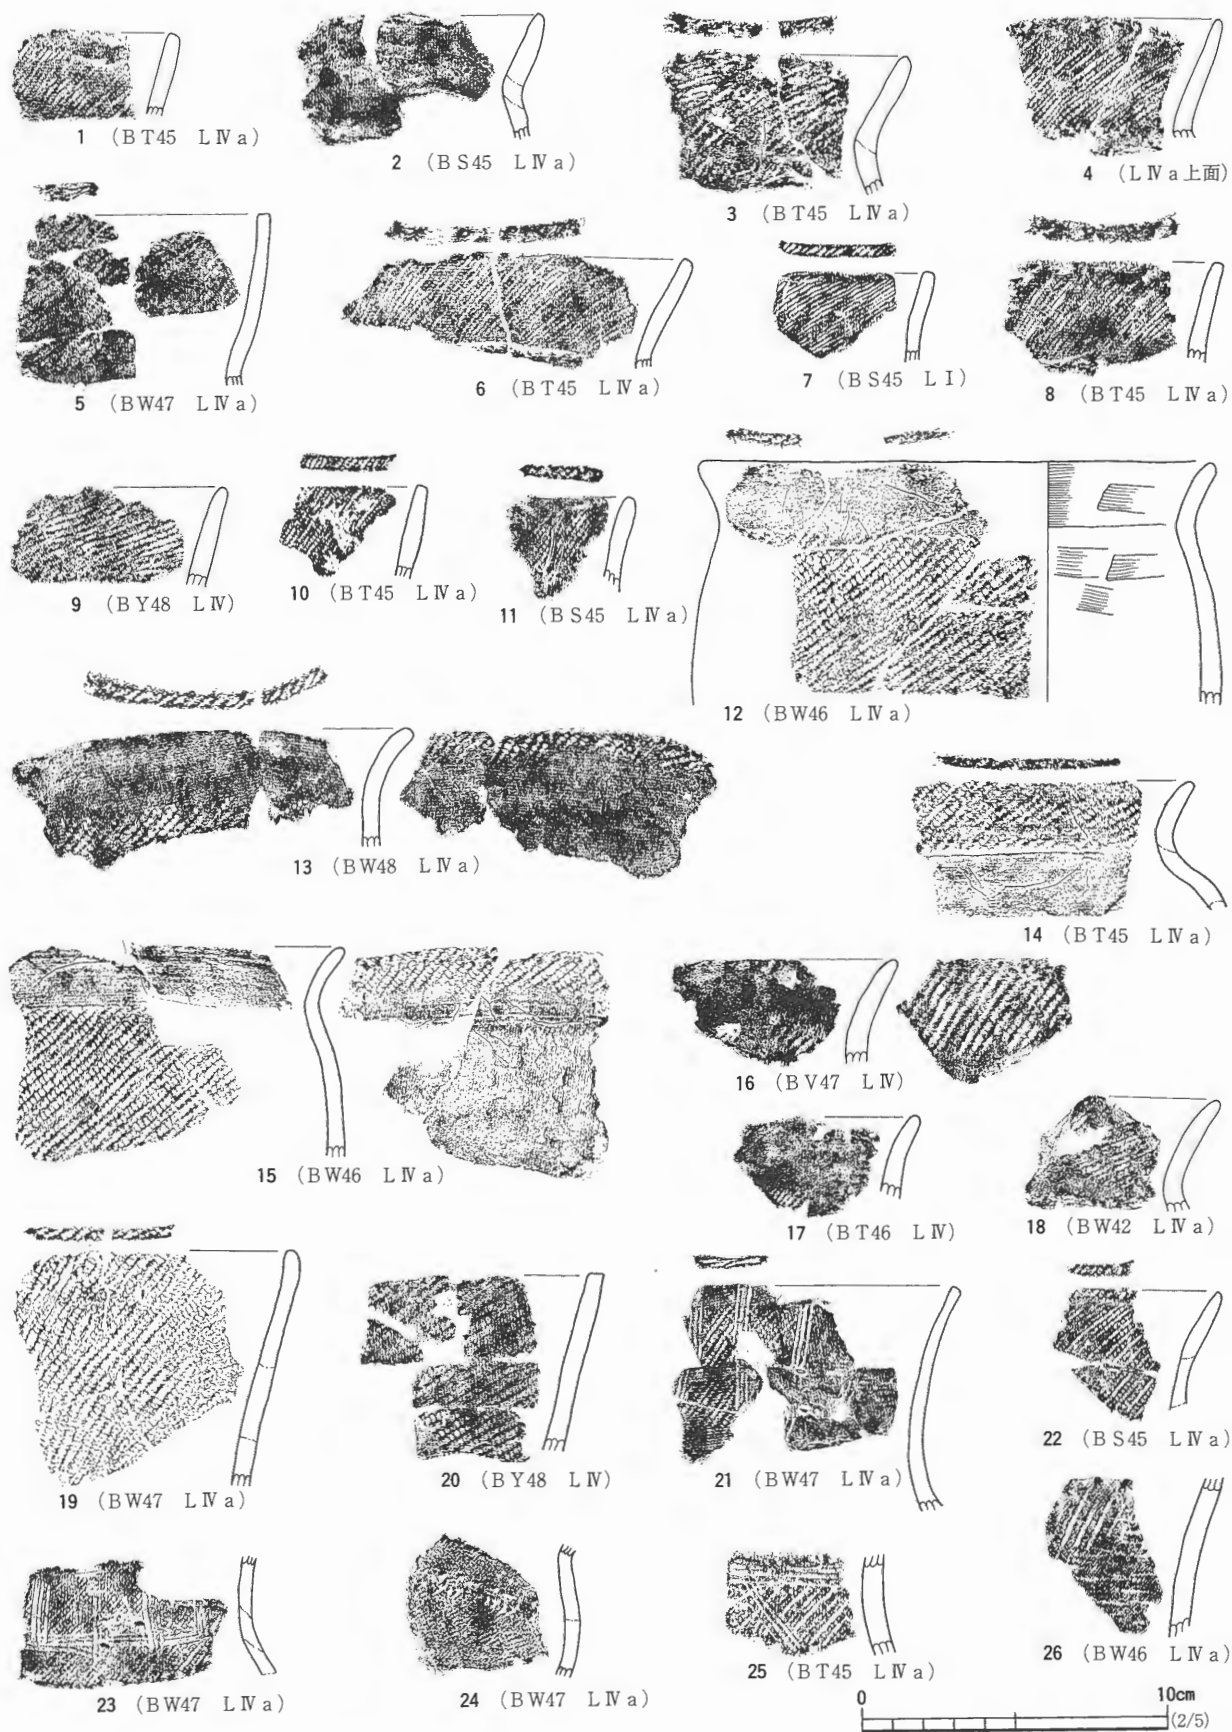 1 (BT45 LⅣa)
2 (BS45 LⅣa)
3 (BT45 LⅣa)
4 (LⅣa上面)
5 (BW47 LⅣa)
6 (BT45 LⅣa)
7 (BS45 LⅠ)
8 (BT45 LⅣa)
9 (BY48 LⅣ)
10 (BT45 LⅣa)
11 (BS45 LⅣa)
12 (BW46 LⅣa)
13 (BW48 LⅣa)
14 (BT45 LⅣa)
15 (BW46 LⅣa)
16 (BV47 LⅣ)
17 (BT46 LⅣ)
18 (BW42 LⅣa)
19 (BW47 LⅣa)
20 (BY48 LⅣ)
21 (BW47 LⅣa)
22 (BS45 LⅣa)
23 (BW47 LⅣa)
24 (BW47 LⅣa)
25 (BT45 LⅣa)
26 (BW46 LⅣa)
0 10cm
(2/5)